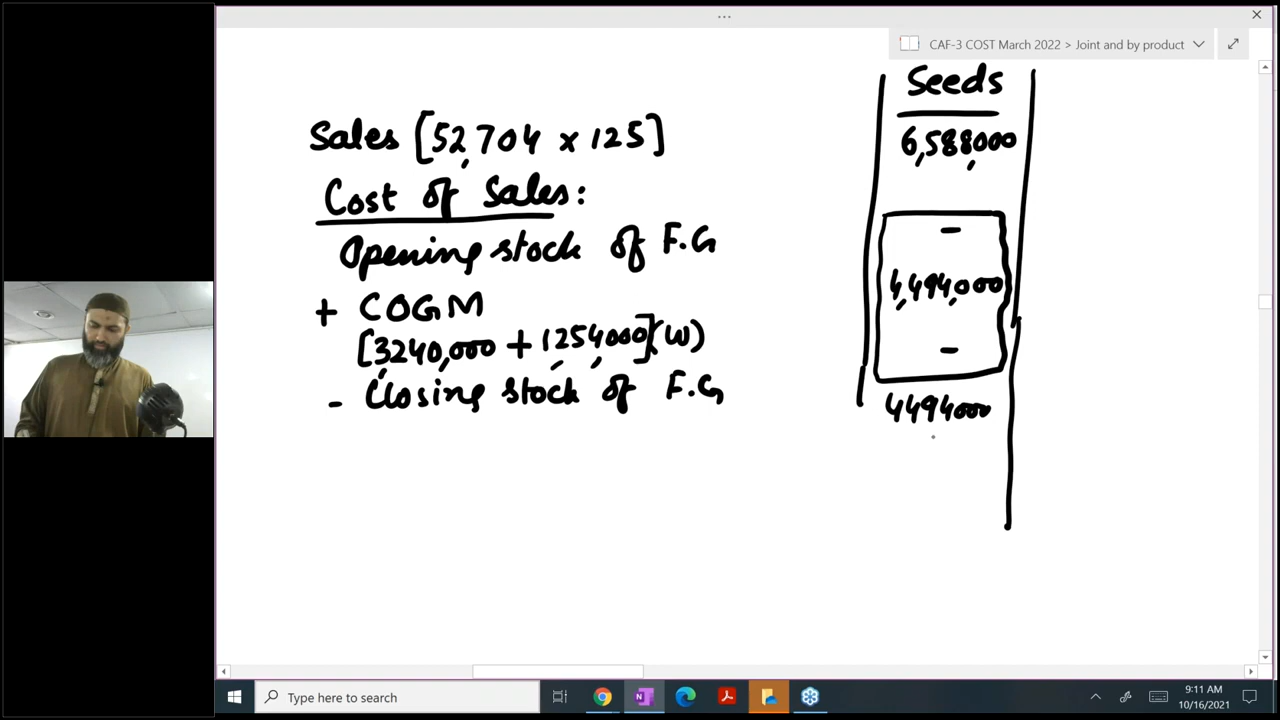 CAF-3 COST March 2022 > Joint and by product
Seeds
Sales [52,704 x 125] 6,588,000
Cost of Sales:
Opening stock of F.G -
+ COGM 4,494,000
[3240,000 + 1254000](W)
- Closing stock of F.G -
4494000
Type here to search
9:11 AM
10/16/2021